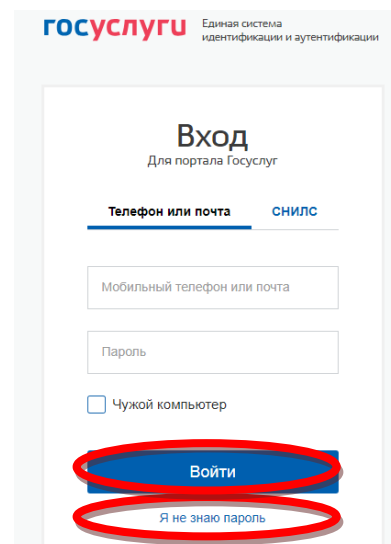 госуслуги
Единая система
идентификации и аутентификации
Вход
Для портала Госуслуг
Телефон или почта
СНИЛС
Мобильный телефон или почта
Пароль
Чужой компьютер
Войти
Я не знаю пароль